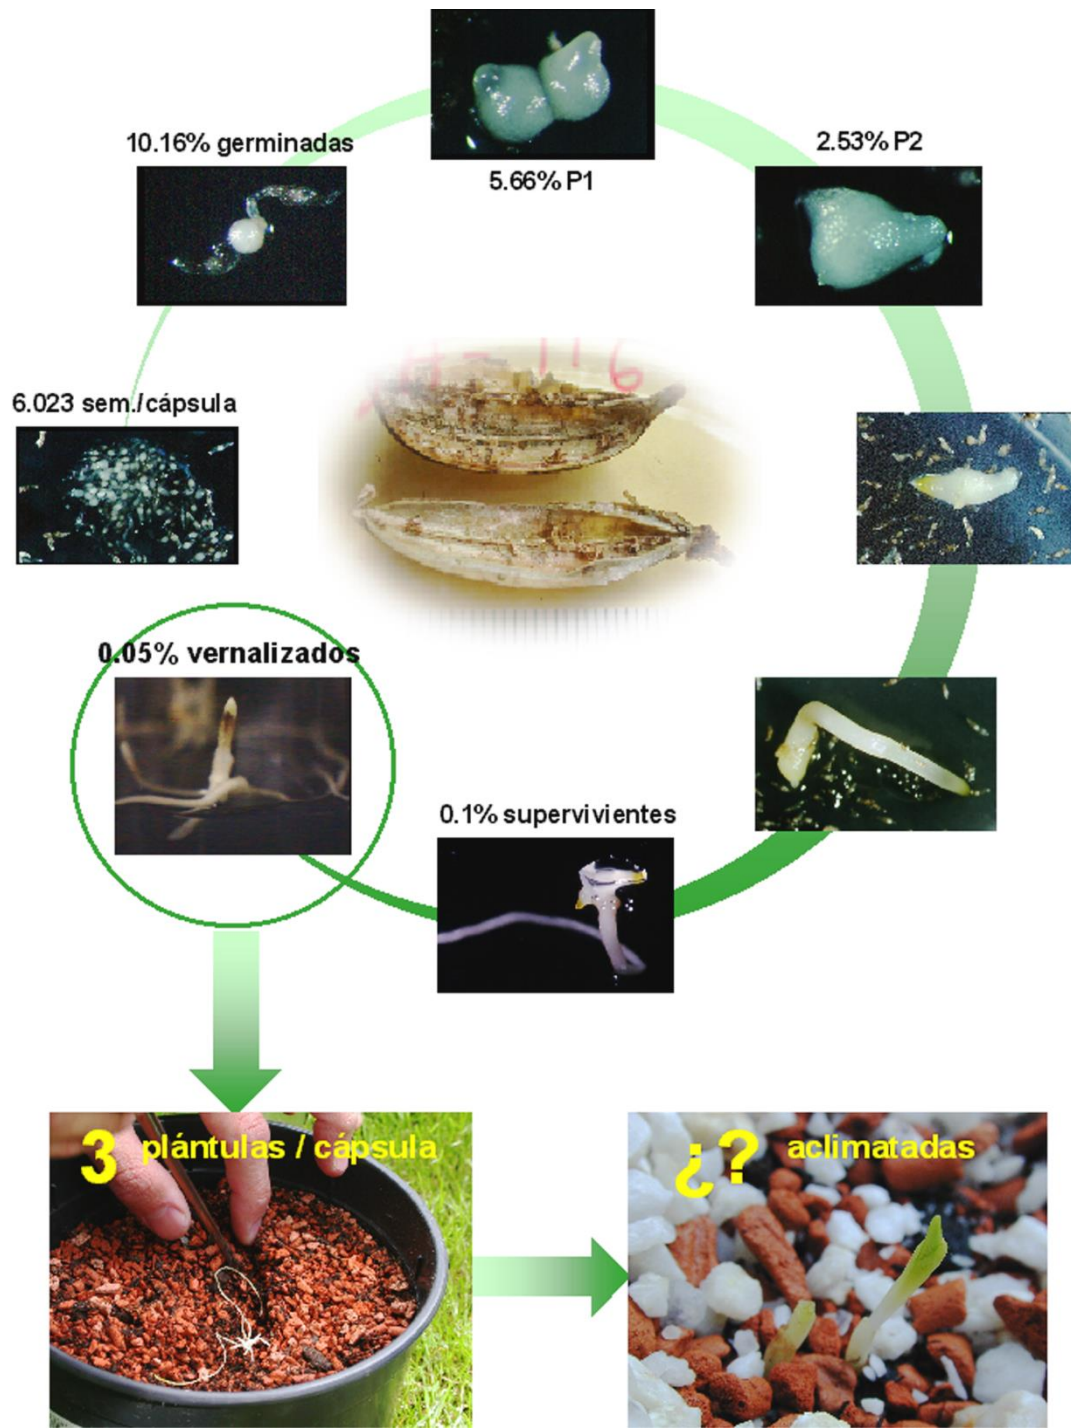 5.66% P1
10.16% germinadas
2.53% P2
6.023 sem./cápsula
0.05% vernalizados
0.1% supervivientes
3 plántulas / cápsula
¿? aclimatadas